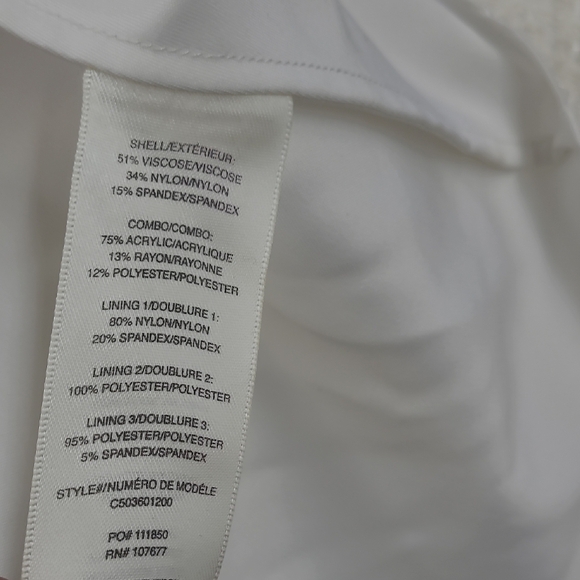 SHELL/EXTÉRIEUR:
51% VISCOSE/VISCOSE
34% NYLON/NYLON
15% SPANDEX/SPANDEX
COMBO/COMBO:
75% ACRYLIC/ACRYLIQUE
13% RAYON/RAYONNE
12% POLYESTER/POLYESTER
LINING 1/DOUBLURE 1:
80% NYLON/NYLON
20% SPANDEX/SPANDEX
LINING 2/DOUBLURE 2:
100% POLYESTER/POLYESTER
LINING 3/DOUBLURE 3:
95% POLYESTER/POLYESTER
5% SPANDEX/SPANDEX
STYLE#/NUMÉRO DE MODÉLE
C503601200
PO# 111850
RN# 107677